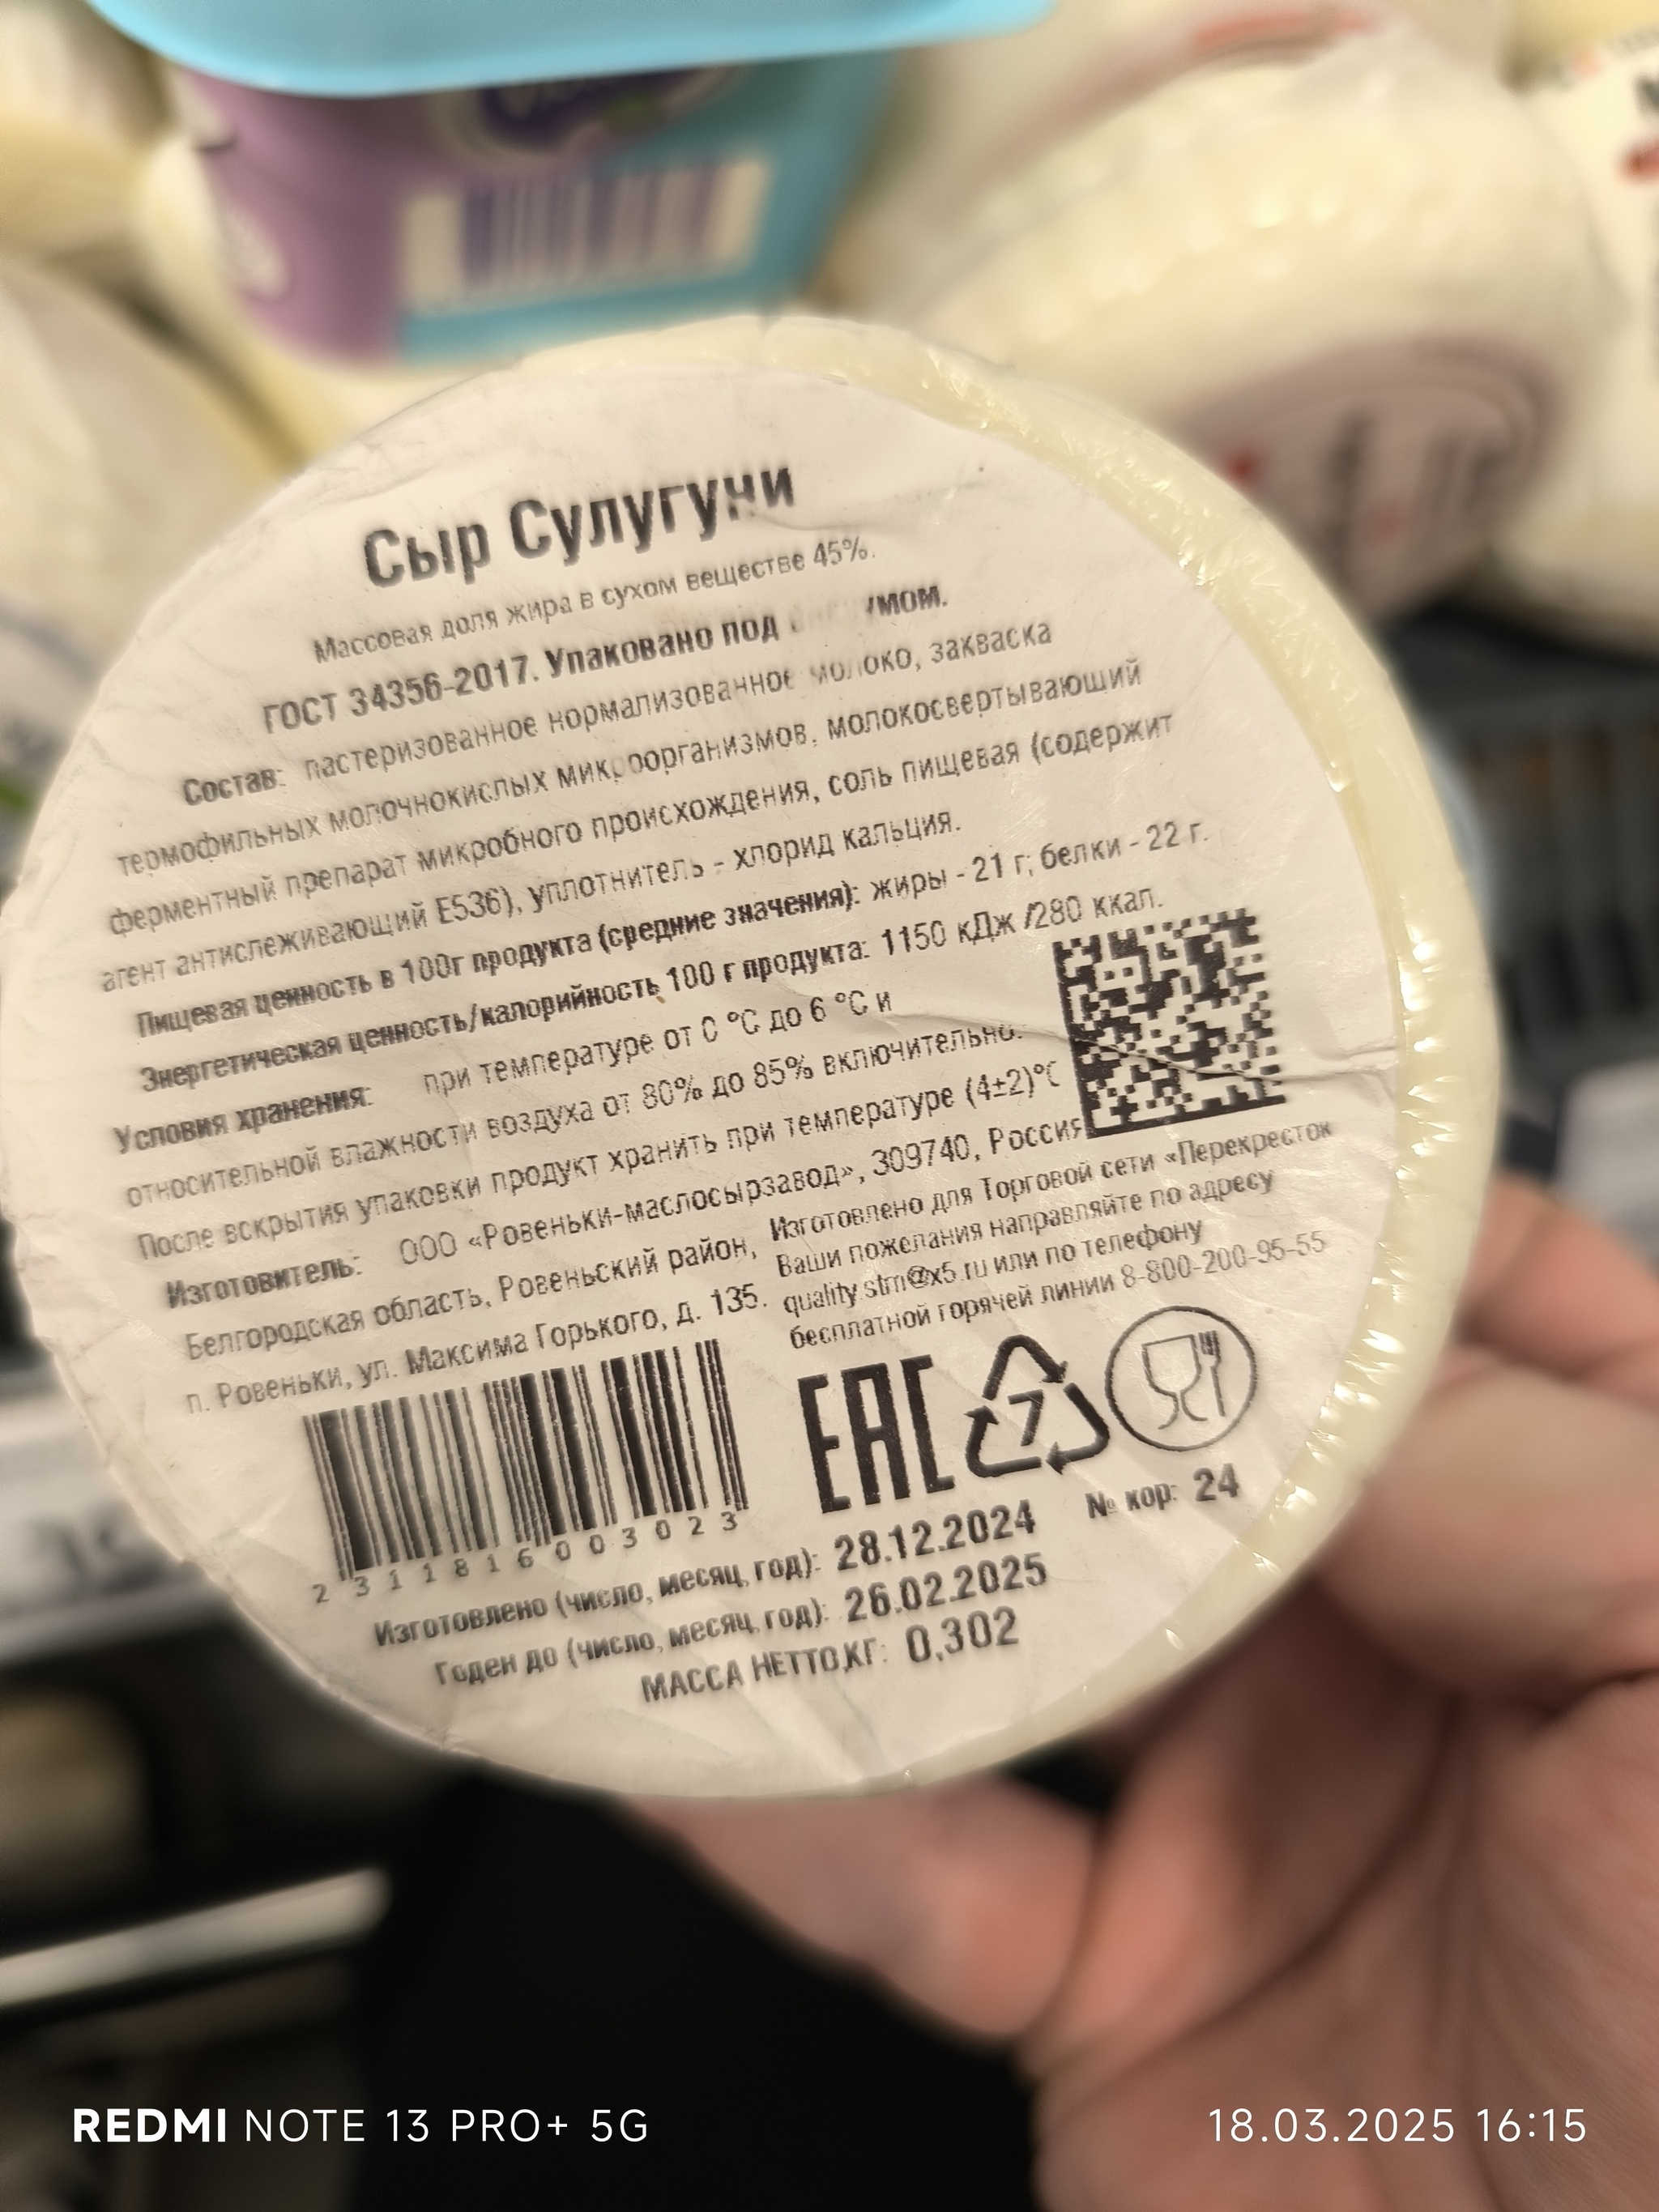 Сыр Сулугуни
Массовая доля жира в сухом веществе 45%.
ГОСТ 34356-2017. Упаковано под
Состав: пастеризованное нормализованное молоко, закваска
термофильных молочнокислых микроорганизмов, молокосвертывающий
ферментный препарат микробного происхождения, соль пищевая (содержит
агент антислеживающий Е536), уплотнитель - хлорид кальция.
Пищевая ценность в 100г продукта (средние значения): жиры - 21 г; белки - 22 г.
Энергетическая ценность/калорийность 100 г продукта: 1150 кДж /280 ккал.
Условия хранения: при температуре от 0 °С до 6 °С и
относительной влажности воздуха от 80% до 85% включительно.
После вскрытия упаковки продукт хранить при температуре (4±2)°С
Изготовитель: ООО «Ровеньки-маслосырзавод», 309740, Россия
Белгородская область, Ровеньский район,
п. Ровеньки, ул. Максима Горького, д. 135.
Изготовлено для Торговой сети «Перекресток
Ваши пожелания направляйте по адресу
quality.stm@x5.ru или по телефону
бесплатной горячей линии 8-800-200-95-55
EAC
7
2311816003023
№ кор: 24
Изготовлено (число, месяц, год): 28.12.2024
Годен до (число, месяц, год): 26.02.2025
МАССА НЕТТО,КГ: 0,302
REDMI NOTE 13 PRO+ 5G
18.03.2025 16:15